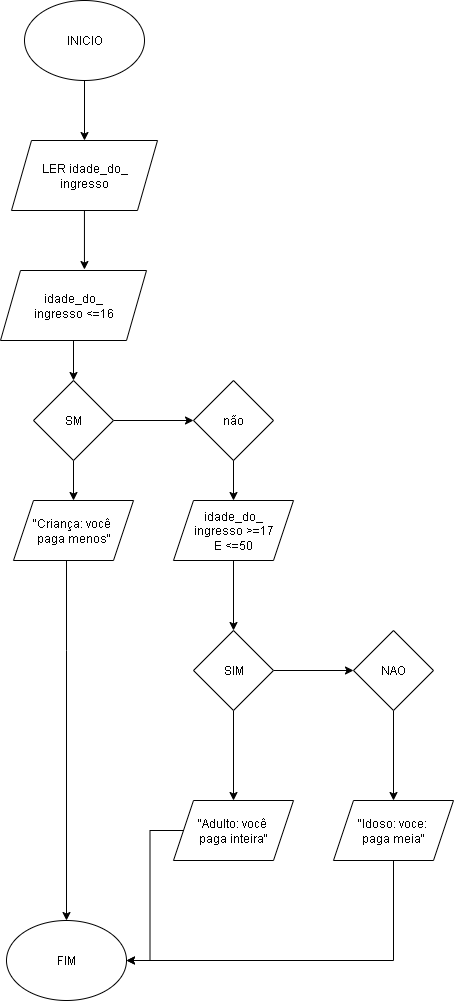 INICIO
LER idade_do_
ingresso
idade_do_
ingresso <=16
SM
não
"Criança: você
paga menos"
idade_do_
ingresso >=17
E <=50
SIM
NAO
"Adulto: você
paga inteira"
"Idoso: voce:
paga meia"
FIM